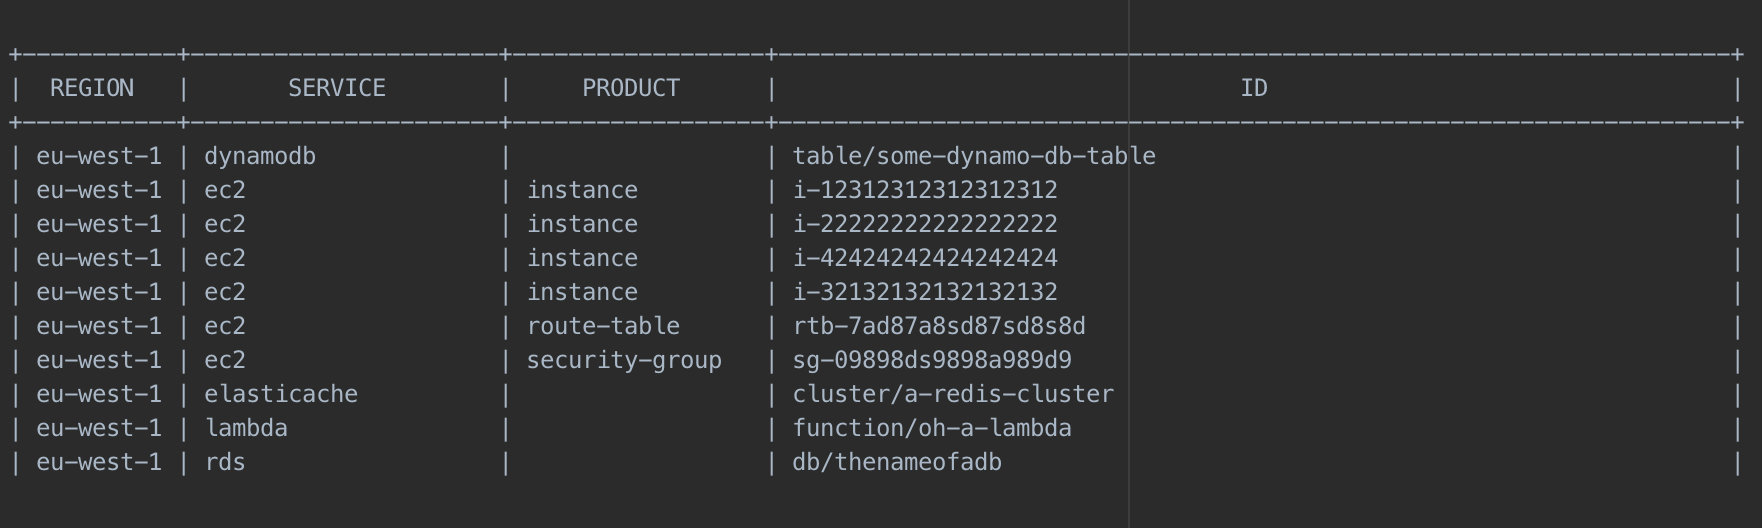 +-----------+----------------------+------------------+--------------------------------------------------------------------+
|  REGION   |       SERVICE        |     PRODUCT      |                                 ID                                 |
+-----------+----------------------+------------------+--------------------------------------------------------------------+
| eu-west-1 | dynamodb             |                  | table/some-dynamo-db-table                                         |
| eu-west-1 | ec2                  | instance         | i-12312312312312312                                                |
| eu-west-1 | ec2                  | instance         | i-22222222222222222                                                |
| eu-west-1 | ec2                  | instance         | i-42424242424242424                                                |
| eu-west-1 | ec2                  | instance         | i-32132132132132132                                                |
| eu-west-1 | ec2                  | route-table      | rtb-7ad87a8sd87sd8s8d                                              |
| eu-west-1 | ec2                  | security-group   | sg-09898ds9898a989d9                                               |
| eu-west-1 | elasticache          |                  | cluster/a-redis-cluster                                            |
| eu-west-1 | lambda               |                  | function/oh-a-lambda                                               |
| eu-west-1 | rds                  |                  | db/thenameofadb                                                    |